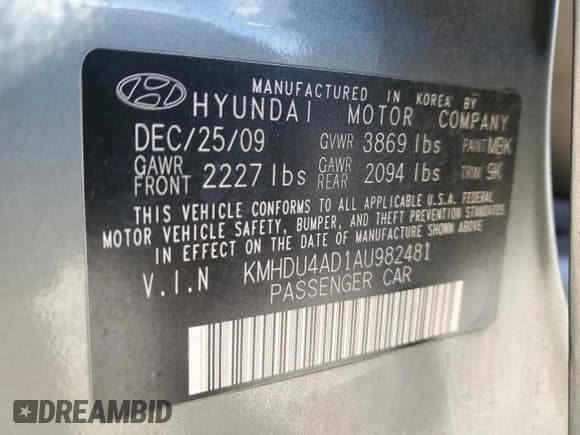 MANUFACTURED IN KOREA BY
HYUNDAI MOTOR COMPANY
DEC/25/09 GVWR 3869 lbs PAINT MBK
GAWR FRONT 2227 lbs GAWR REAR 2094 lbs TRIM 9K
THIS VEHICLE CONFORMS TO ALL APPLICABLE U.S.A. FEDERAL
MOTOR VEHICLE SAFETY, BUMPER, AND THEFT PREVENTION STANDARDS
IN EFFECT ON THE DATE OF MANUFACTURE SHOWN ABOVE.
V.I.N KMHDU4AD1AU982481
PASSENGER CAR
DREAMBID